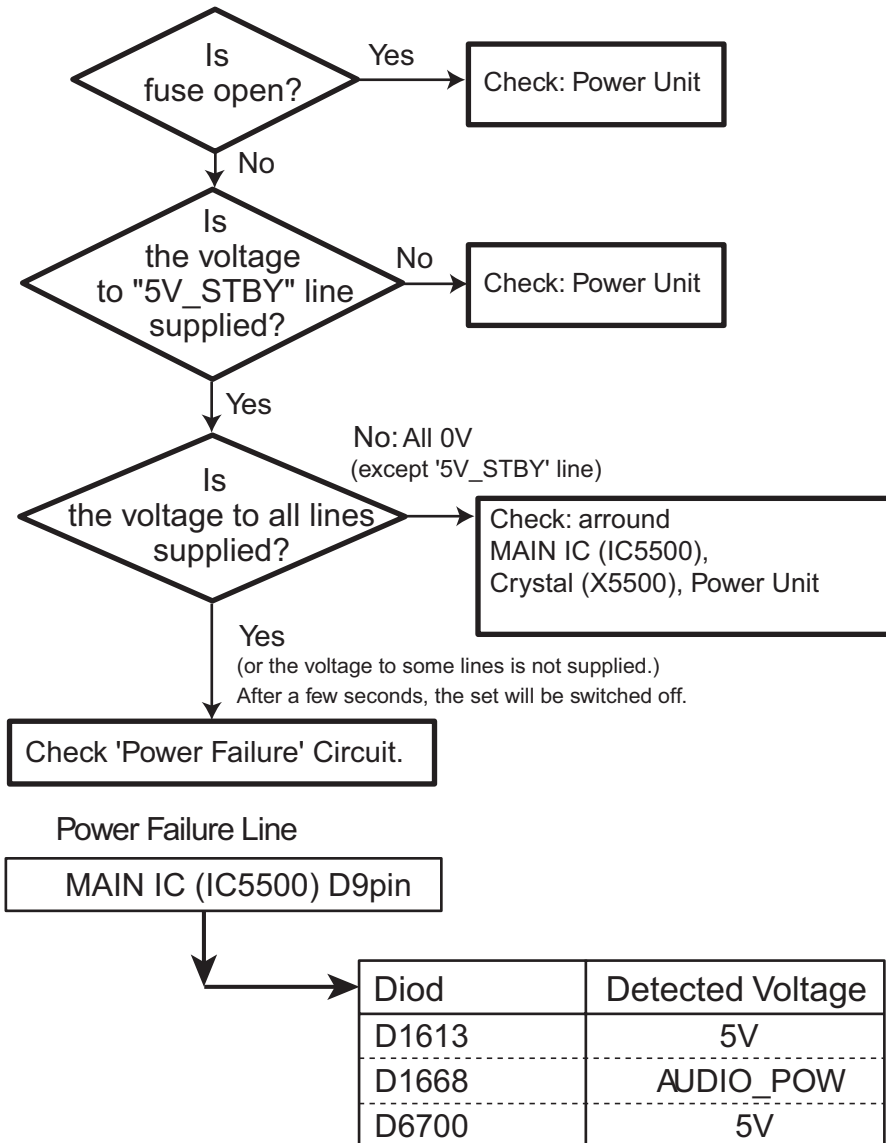 Is
fuse open?
Yes
Check: Power Unit
No
Is
the voltage
to "5V_STBY" line
supplied?
No
Check: Power Unit
Yes
Is
the voltage to all lines
supplied?
No: All 0V
(except '5V_STBY' line)
Check: arround
MAIN IC (IC5500),
Crystal (X5500), Power Unit
Yes
(or the voltage to some lines is not supplied.)
After a few seconds, the set will be switched off.
Check 'Power Failure' Circuit.
Power Failure Line
MAIN IC (IC5500) D9pin
Diod Detected Voltage
D1613 5V
D1668 AUDIO_POW
D6700 5V